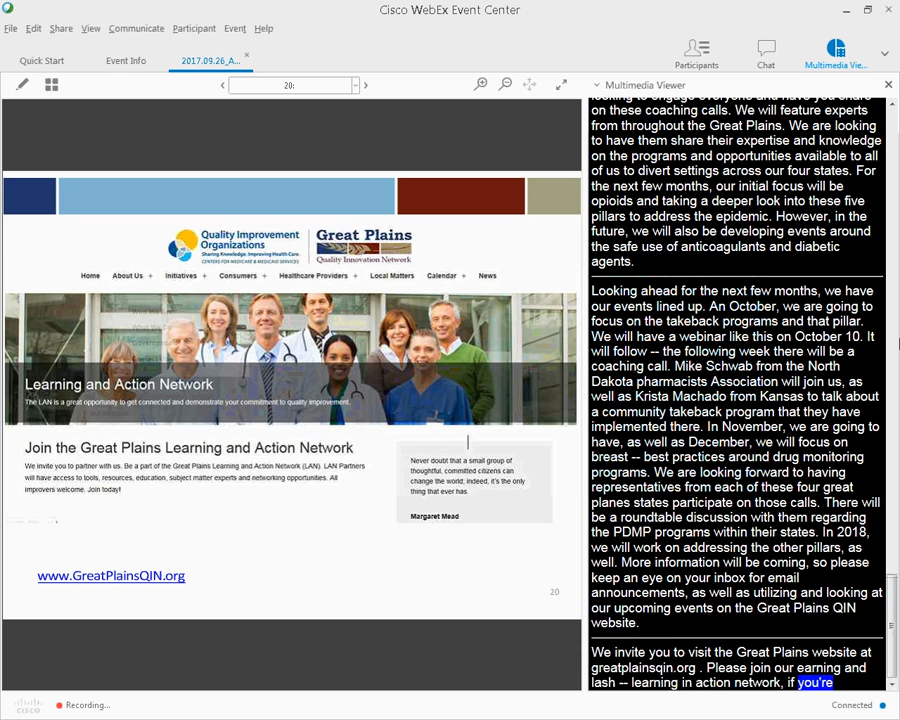 Cisco WebEx Event Center
File Edit Share View Communicate Participant Event Help
Quick Start Event Info 2017.09.26_A...
Participants Chat Multimedia Vie...
20:
Multimedia Viewer
Quality Improvement
Organizations
Sharing Knowledge. Improving Health Care.
CENTERS FOR MEDICARE & MEDICAID SERVICES
Great Plains
Quality Innovation Network
Home About Us + Initiatives + Consumers + Healthcare Providers + Local Matters Calendar + News
Learning and Action Network
The LAN is a great opportunity to get connected and demonstrate your commitment to quality improvement.
Join the Great Plains Learning and Action Network
We invite you to partner with us. Be a part of the Great Plains Learning and Action Network (LAN). LAN Partners
will have access to tools, resources, education, subject matter experts and networking opportunities. All
improvers welcome. Join today!
Never doubt that a small group of
thoughtful, committed citizens can
change the world; indeed, it's the only
thing that ever has.
Margaret Mead
www.GreatPlainsQIN.org
20
looking to engage everyone and have you share
on these coaching calls. We will feature experts
from throughout the Great Plains. We are looking
to have them share their expertise and knowledge
on the programs and opportunities available to all
of us to divert settings across our four states. For
the next few months, our initial focus will be
opioids and taking a deeper look into these five
pillars to address the epidemic. However, in the
future, we will also be developing events around
the safe use of anticoagulants and diabetic
agents.
Looking ahead for the next few months, we have
our events lined up. An October, we are going to
focus on the takeback programs and that pillar.
We will have a webinar like this on October 10. It
will follow -- the following week there will be a
coaching call. Mike Schwab from the North
Dakota pharmacists Association will join us, as
well as Krista Machado from Kansas to talk about
a community takeback program that they have
implemented there. In November, we are going to
have, as well as December, we will focus on
breast -- best practices around drug monitoring
programs. We are looking forward to having
representatives from each of these four great
planes states participate on those calls. There will
be a roundtable discussion with them regarding
the PDMP programs within their states. In 2018,
we will work on addressing the other pillars, as
well. More information will be coming, so please
keep an eye on your inbox for email
announcements, as well as utilizing and looking at
our upcoming events on the Great Plains QIN
website.
We invite you to visit the Great Plains website at
greatplainsqin.org . Please join our earning and
lash -- learning in action network, if you're
cisco
Recording...
Connected